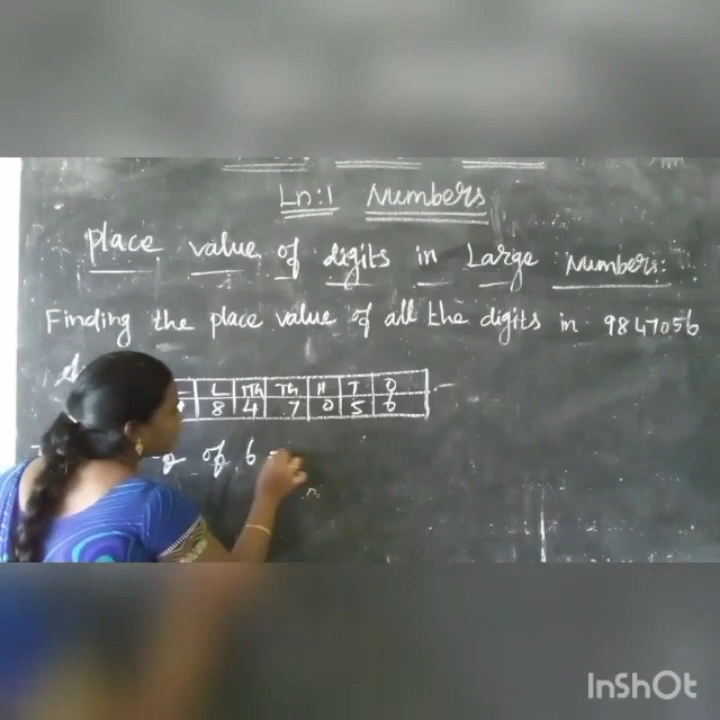 Ln:1 Numbers
place value of digits in Large Numbers:
Finding the place value of all the digits in 9847056
L TTh Th H T O
8 4 7 0 5 6
of 6 =
InShOt